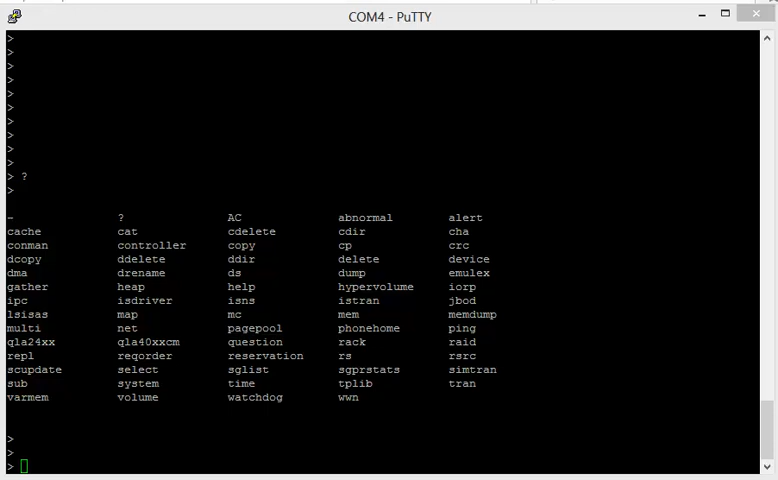 COM4 - PuTTY
>
>
>
>
>
>
>
>
>
>
> ?
>
- ? AC abnormal alert
cache cat cdelete cdir cha
conman controller copy cp crc
dcopy ddelete ddir delete device
dma drename ds dump emulex
gather heap help hypervolume iorp
ipc isdriver isns istran jbod
lsisas map mc mem memdump
multi net pagepool phonehome ping
qla24xx qla40xxcm question rack raid
repl reqorder reservation rs rsrc
scupdate select sglist sgprstats simtran
sub system time tplib tran
varmem volume watchdog wwn
>
>
>